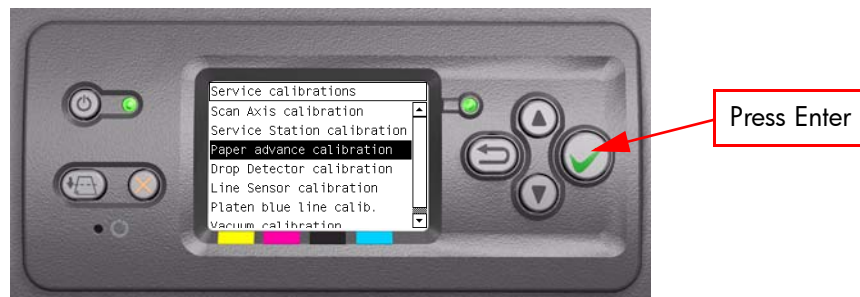 Service calibrations
Scan Axis calibration
Service Station calibration
Paper advance calibration
Drop Detector calibration
Line Sensor calibration
Platen blue line calib.
Vacuum calibration
Press Enter